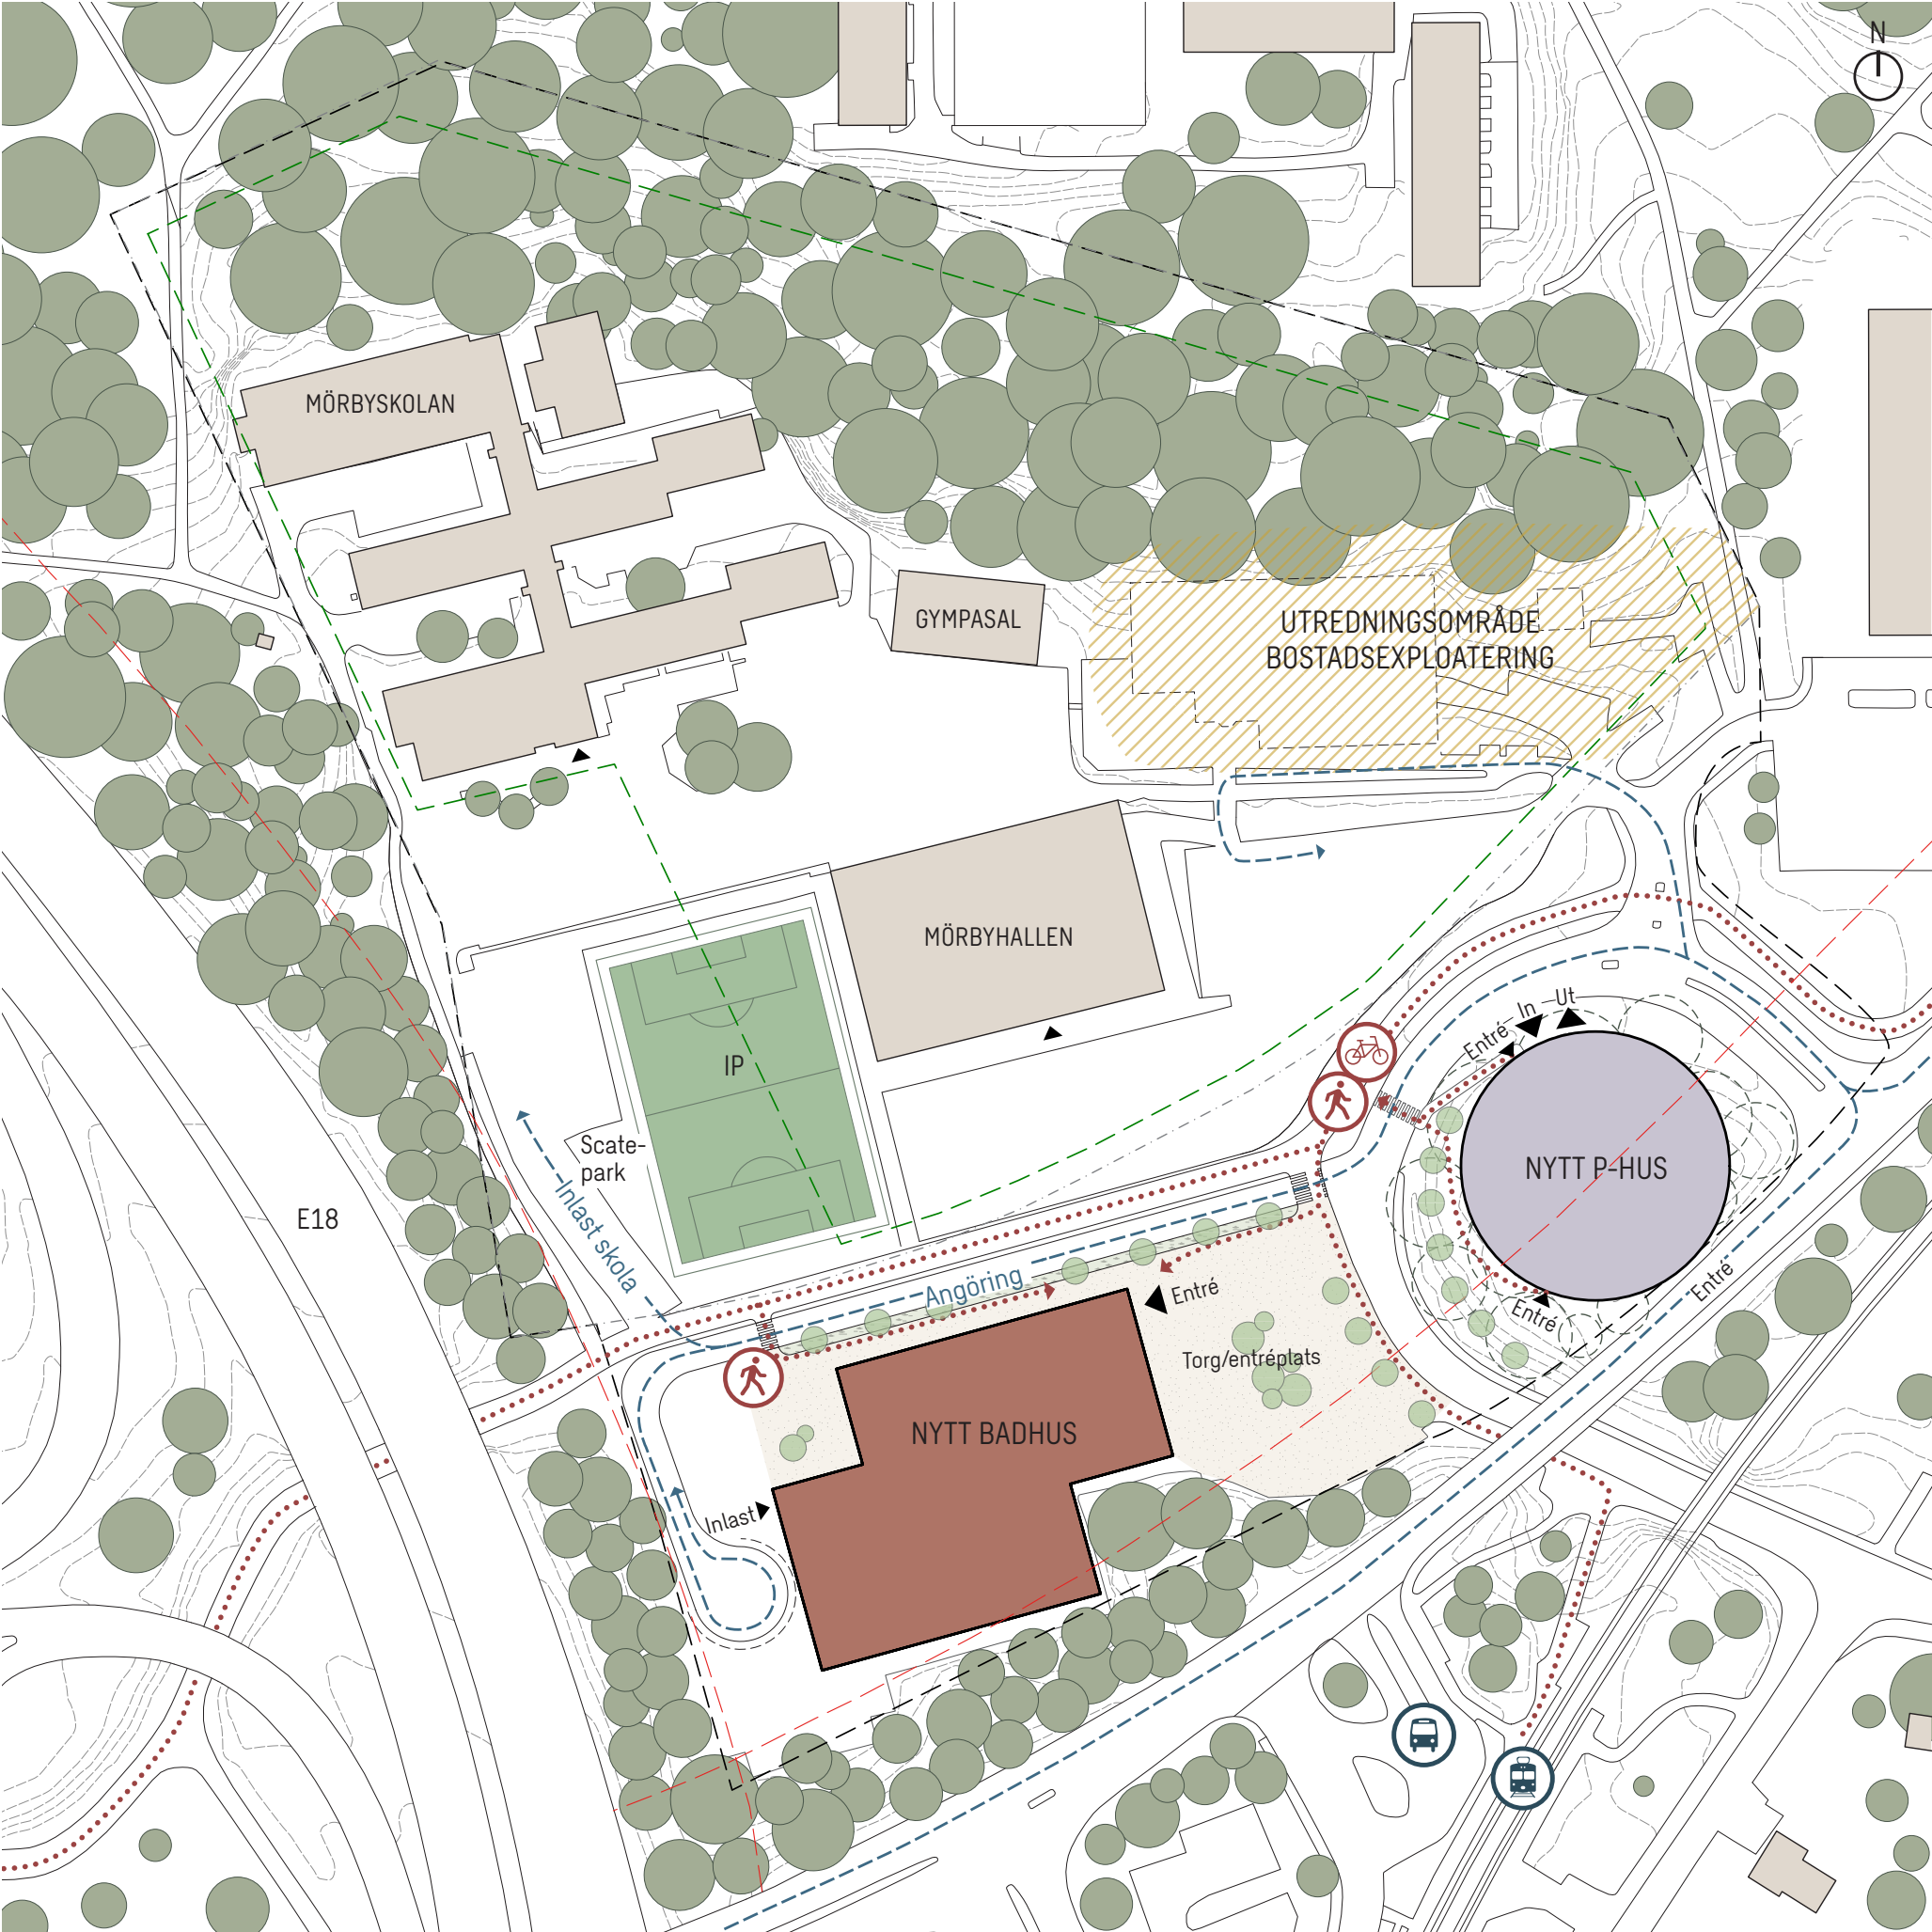 N
MÖRBYSKOLAN
GYMPASAL
UTREDNINGSOMRÅDE
BOSTADSEXPLOATERING
MÖRBYHALLEN
IP
Scate-
park
Inlast skola
E18
Entré
In
Ut
NYTT P-HUS
Entré
Entré
Angöring
Entré
Torg/entréplats
NYTT BADHUS
Inlast